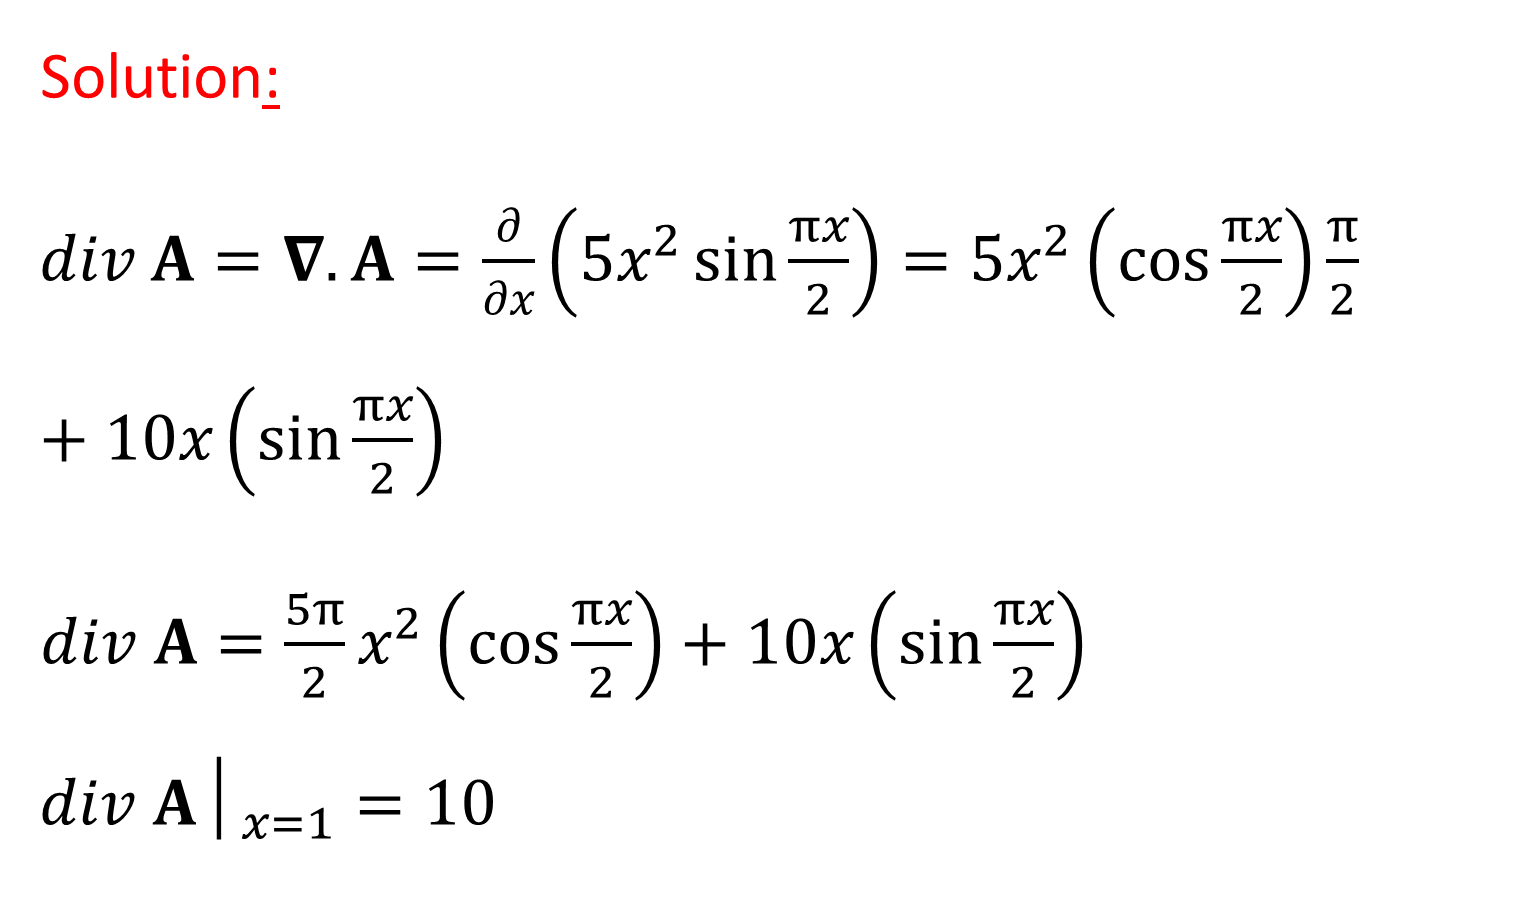 Solution:
div 𝐀 = 𝛁. 𝐀 = ∂/∂x (5x² sin πx/2) = 5x² (cos πx/2) π/2
+ 10x (sin πx/2)
div 𝐀 = 5π/2 x² (cos πx/2) + 10x (sin πx/2)
div 𝐀 |ₓ₌₁ = 10